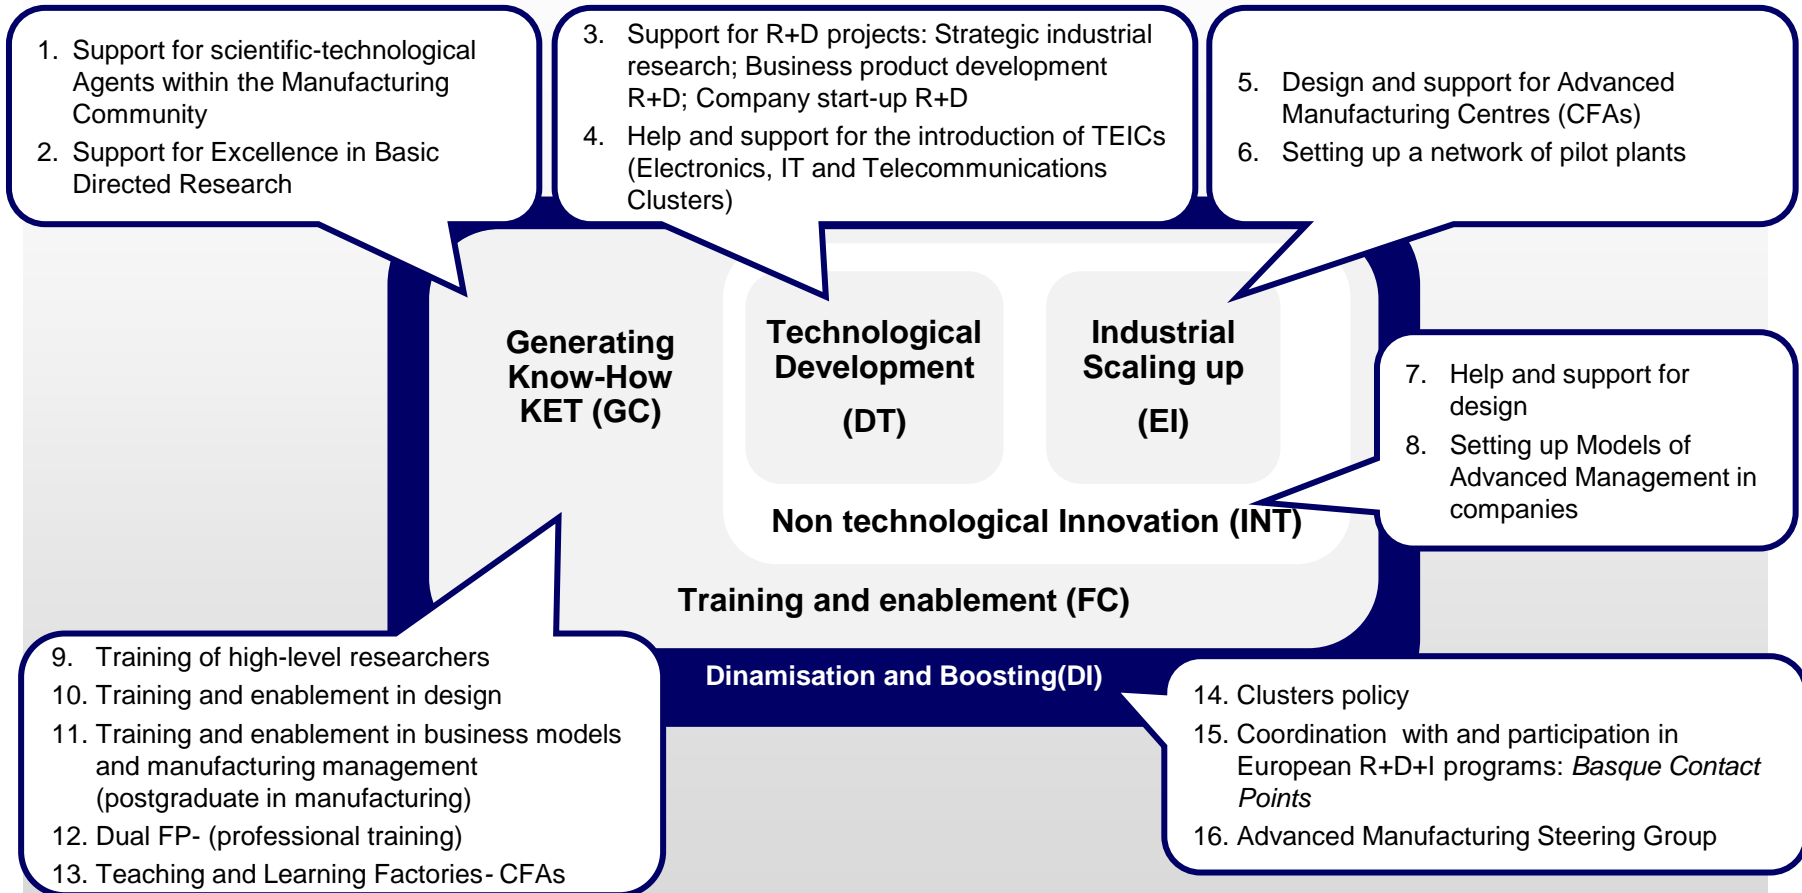 1. Support for scientific-technological
Agents within the Manufacturing
Community
2. Support for Excellence in Basic
Directed Research
3. Support for R+D projects: Strategic industrial
research; Business product development
R+D; Company start-up R+D
4. Help and support for the introduction of TEICs
(Electronics, IT and Telecommunications
Clusters)
5. Design and support for Advanced
Manufacturing Centres (CFAs)
6. Setting up a network of pilot plants
Generating
Know-How
KET (GC)
Technological
Development
(DT)
Industrial
Scaling up
(EI)
7. Help and support for
design
8. Setting up Models of
Advanced Management in
companies
Non technological Innovation (INT)
Training and enablement (FC)
Dinamisation and Boosting(DI)
9. Training of high-level researchers
10. Training and enablement in design
11. Training and enablement in business models
and manufacturing management
(postgraduate in manufacturing)
12. Dual FP- (professional training)
13. Teaching and Learning Factories- CFAs
14. Clusters policy
15. Coordination with and participation in
European R+D+I programs: Basque Contact
Points
16. Advanced Manufacturing Steering Group